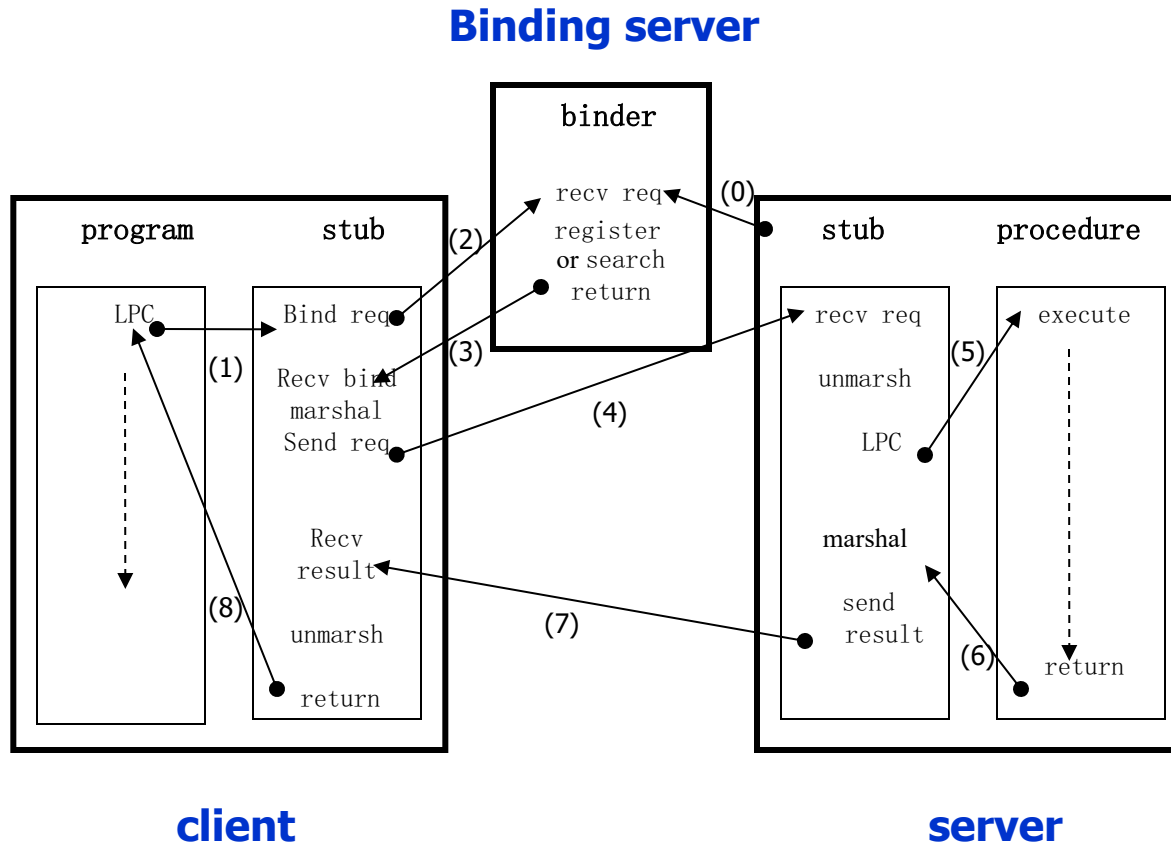 Binding server
binder
recv req
register
or search
return
(0)
(2)
(3)
program
stub
LPC
(1)
Bind req
Recv bind
marshal
Send req
Recv
result
unmarsh
return
(8)
(4)
(7)
stub
procedure
recv req
unmarsh
LPC
marshal
send
result
(5)
(6)
execute
return
client
server